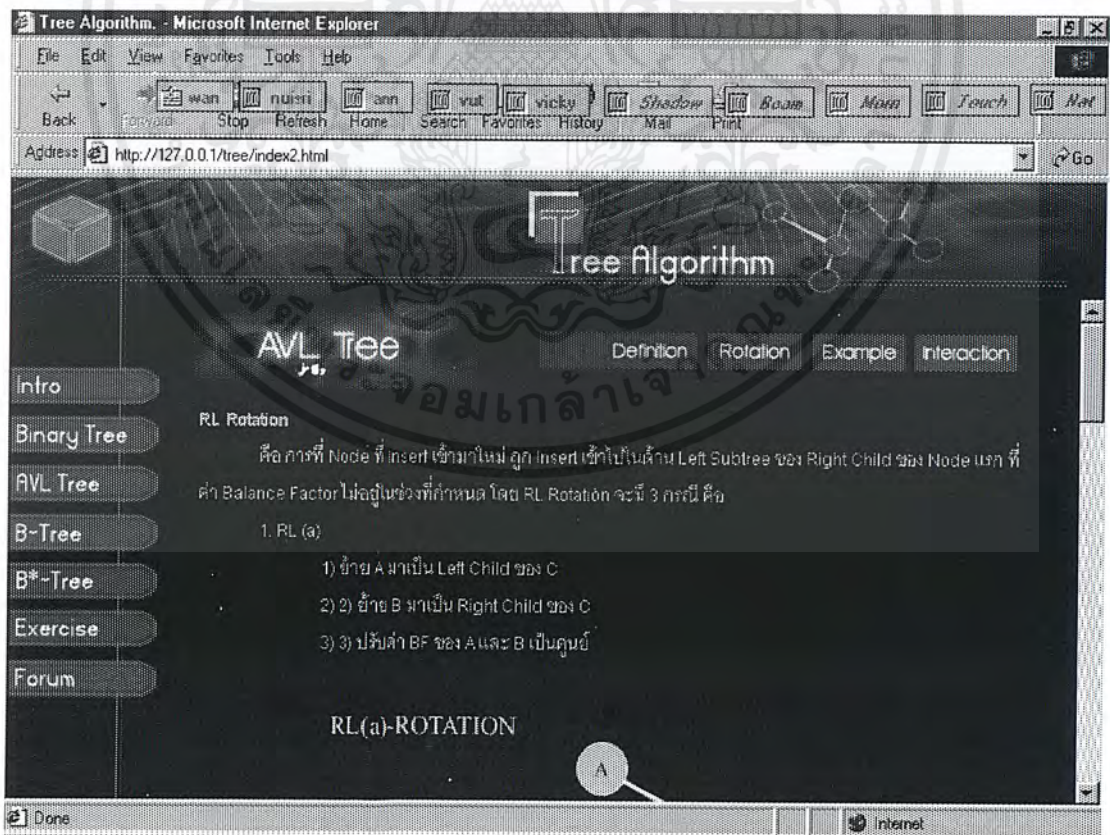 Tree Algorithm. - Microsoft Internet Explorer
File Edit View Favorites Tools Help
wan nuisri ann vut vicky Shadow Boam Mom Touch Nat
Back Forward Stop Refresh Home Search Favorites History Mail Print
Address http://127.0.0.1/tree/index2.html Go
Tree Algorithm
AVL Tree
Definition Rotation Example Interaction
Intro
Binary Tree
AVL Tree
B-Tree
B*-Tree
Exercise
Forum
RL Rotation
คือ การที่ Node ที่ Insert เข้ามาใหม่ ถูก Insert เข้าไปในด้าน Left Subtree ของ Right Child ของ Node แรก ที่
ค่า Balance Factor ไม่อยู่ในช่วงที่กำหนด โดย RL Rotation จะมี 3 กรณี คือ
1. RL (a)
1) ย้าย A มาเป็น Left Child ของ C
2) 2) ย้าย B มาเป็น Right Child ของ C
3) 3) ปรับค่า BF ของ A และ B เป็นศูนย์
RL(a)-ROTATION
A
Done
Internet